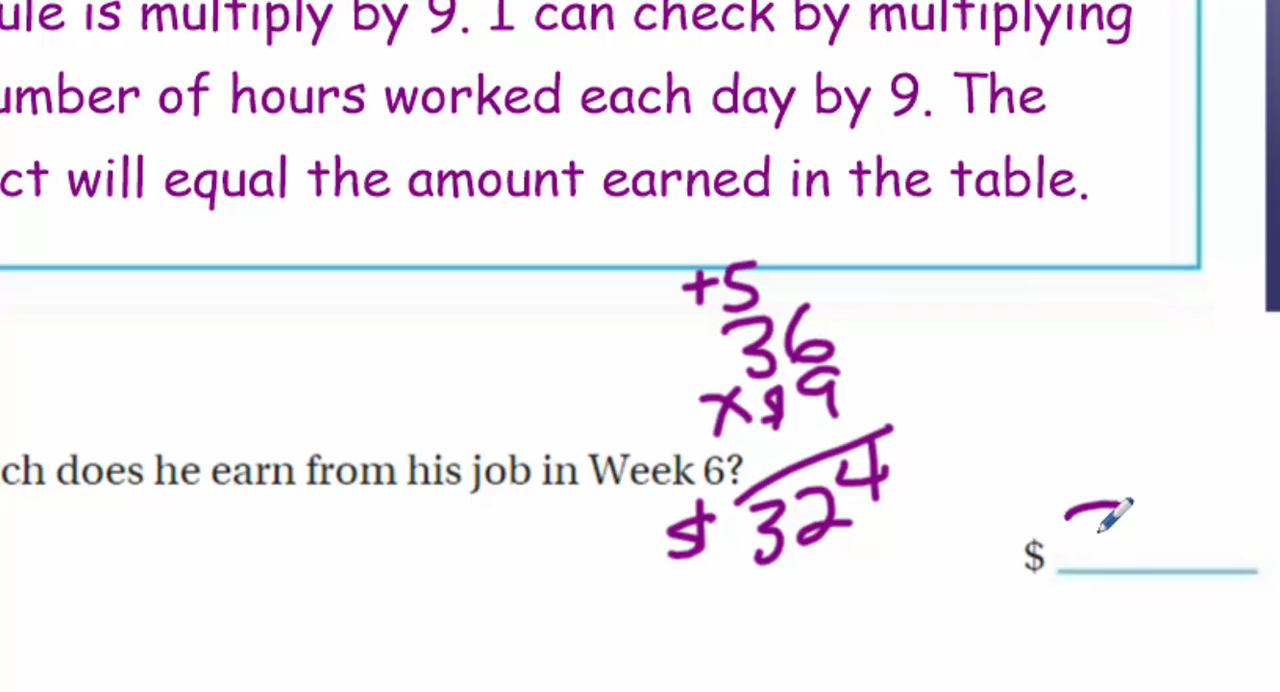 ule is multiply by 9. I can check by multiplying
umber of hours worked each day by 9. The
ct will equal the amount earned in the table.
+5
36
x $9
ch does he earn from his job in Week 6?
$ 324
$